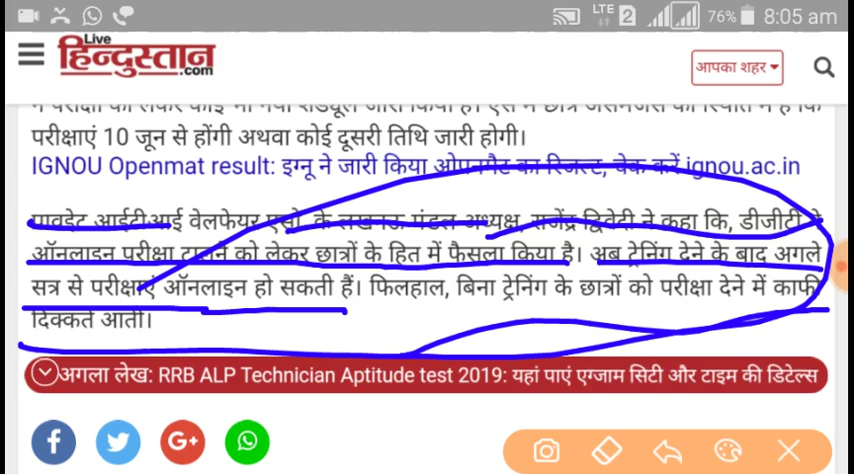 LTE 2 76% 8:05 am
Live
हिन्दुस्तान
.com
आपका शहर
परीक्षाएं 10 जून से होंगी अथवा कोई दूसरी तिथि जारी होगी।
IGNOU Openmat result: इग्नू ने जारी किया ओपनमैट का रिजल्ट, चेक करें ignou.ac.in
आईटीआई वेलफेयर एसो. के लखनऊ मंडल अध्यक्ष, राजेंद्र द्विवेदी ने कहा कि, डीजीटी ने
ऑनलाइन परीक्षा टालने को लेकर छात्रों के हित में फैसला किया है। अब ट्रेनिंग देने के बाद अगले
सत्र से परीक्षाएं ऑनलाइन हो सकती हैं। फिलहाल, बिना ट्रेनिंग के छात्रों को परीक्षा देने में काफी
दिक्कतें आतीं।
अगला लेख: RRB ALP Technician Aptitude test 2019: यहां पाएं एग्जाम सिटी और टाइम की डिटेल्स
f G+